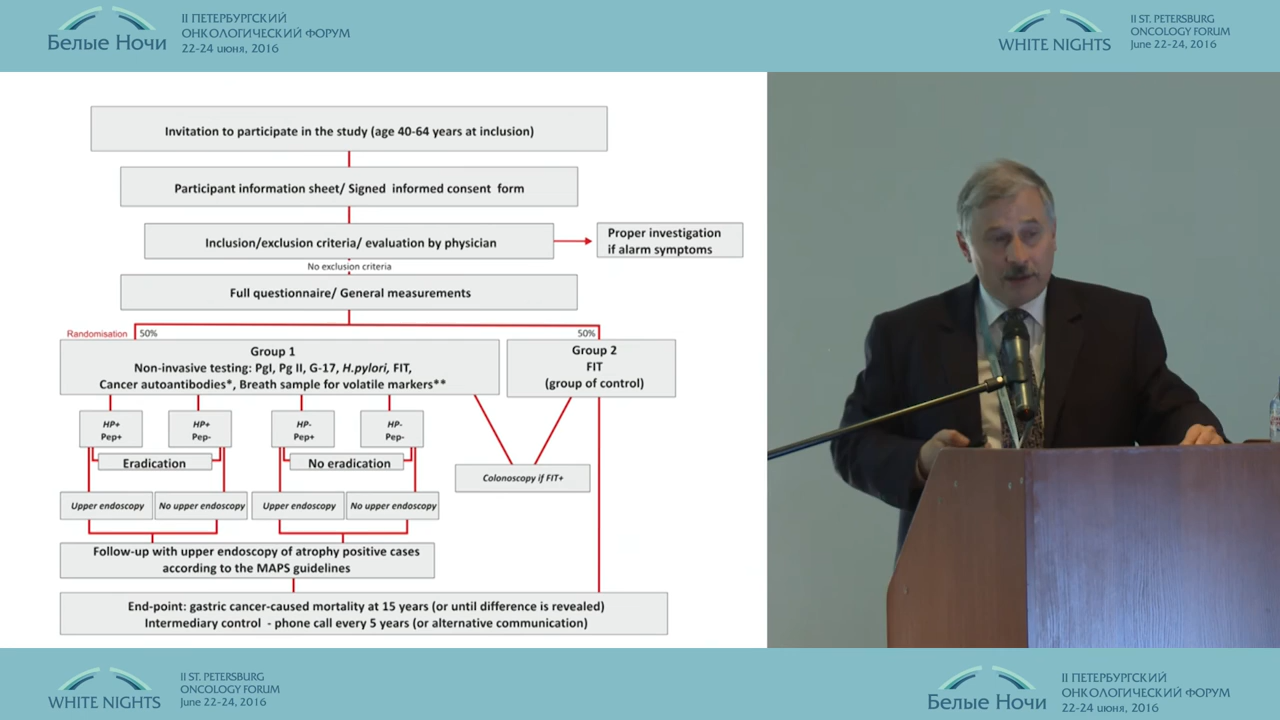 II ПЕТЕРБУРГСКИЙ
ОНКОЛОГИЧЕСКИЙ ФОРУМ
22-24 июня, 2016
Белые Ночи
II ST. PETERSBURG
ONCOLOGY FORUM
June 22-24, 2016
WHITE NIGHTS
Invitation to participate in the study (age 40-64 years at inclusion)
Participant information sheet/ Signed informed consent form
Inclusion/exclusion criteria/ evaluation by physician
Proper investigation
if alarm symptoms
No exclusion criteria
Full questionnaire/ General measurements
Randomisation
50%
50%
Group 1
Non-invasive testing: PgI, Pg II, G-17, H.pylori, FIT,
Cancer autoantibodies*, Breath sample for volatile markers**
Group 2
FIT
(group of control)
HP+
Pep+
HP+
Pep-
HP-
Pep+
HP-
Pep-
Eradication
No eradication
Colonoscopy if FIT+
Upper endoscopy
No upper endoscopy
Upper endoscopy
No upper endoscopy
Follow-up with upper endoscopy of atrophy positive cases
according to the MAPS guidelines
End-point: gastric cancer-caused mortality at 15 years (or until difference is revealed)
Intermediary control - phone call every 5 years (or alternative communication)
WHITE NIGHTS
II ST. PETERSBURG
ONCOLOGY FORUM
June 22-24, 2016
Белые Ночи
II ПЕТЕРБУРГСКИЙ
ОНКОЛОГИЧЕСКИЙ ФОРУМ
22-24 июня, 2016